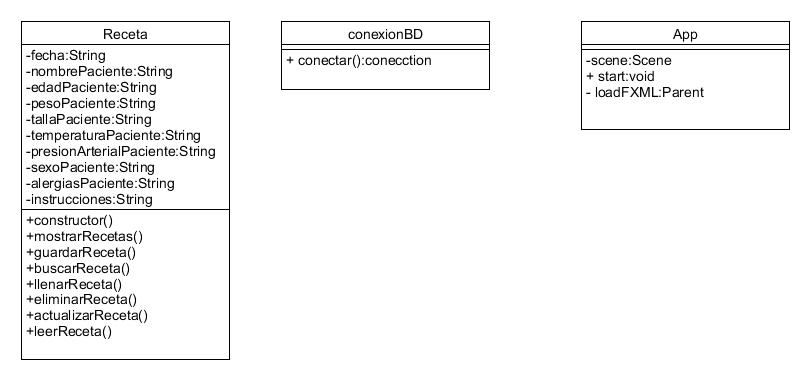 Receta
-fecha:String
-nombrePaciente:String
-edadPaciente:String
-pesoPaciente:String
-tallaPaciente:String
-temperaturaPaciente:String
-presionArterialPaciente:String
-sexoPaciente:String
-alergiasPaciente:String
-instrucciones:String
+constructor()
+mostrarRecetas()
+guardarReceta()
+buscarReceta()
+llenarReceta()
+eliminarReceta()
+actualizarReceta()
+leerReceta()
conexionBD
+ conectar():conecction
App
-scene:Scene
+ start:void
- loadFXML:Parent